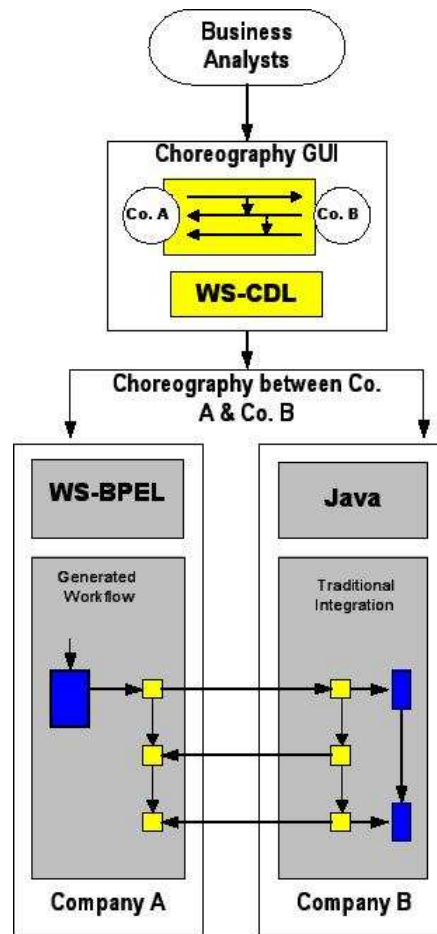 Business
Analysts
Choreography GUI
Co. A
Co. B
WS-CDL
Choreography between Co.
A & Co. B
WS-BPEL
Java
Generated
Workflow
Traditional
Integration
Company A
Company B